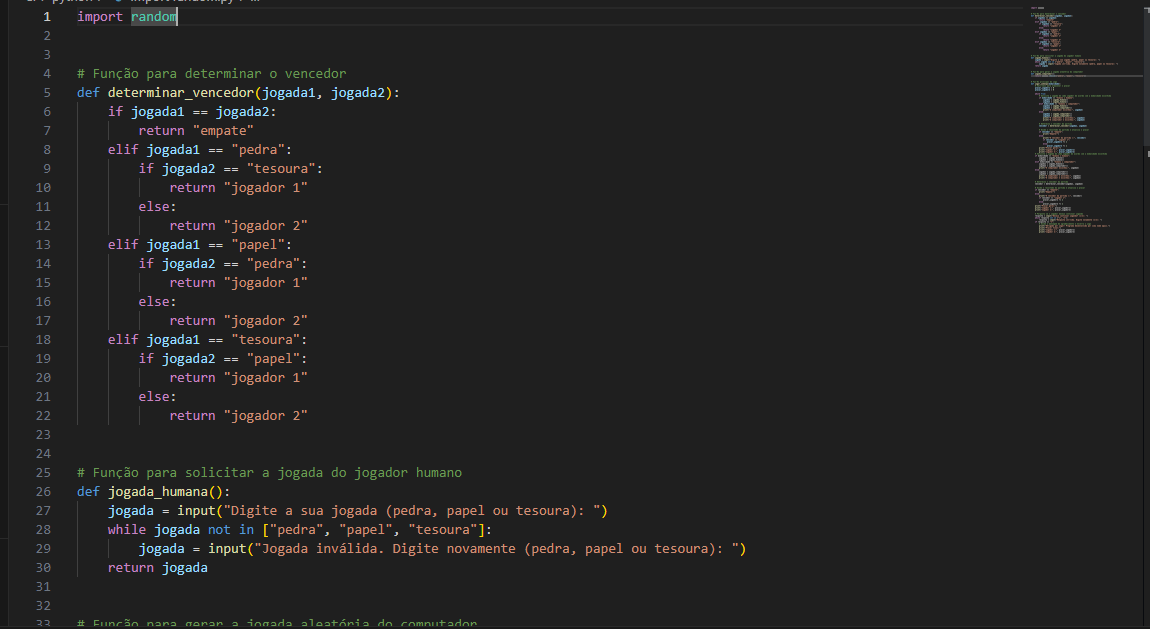 1 import random
2
3
4 # Função para determinar o vencedor
5 def determinar_vencedor(jogada1, jogada2):
6     if jogada1 == jogada2:
7         return "empate"
8     elif jogada1 == "pedra":
9         if jogada2 == "tesoura":
10             return "jogador 1"
11         else:
12             return "jogador 2"
13     elif jogada1 == "papel":
14         if jogada2 == "pedra":
15             return "jogador 1"
16         else:
17             return "jogador 2"
18     elif jogada1 == "tesoura":
19         if jogada2 == "papel":
20             return "jogador 1"
21         else:
22             return "jogador 2"
23
24
25 # Função para solicitar a jogada do jogador humano
26 def jogada_humana():
27     jogada = input("Digite a sua jogada (pedra, papel ou tesoura): ")
28     while jogada not in ["pedra", "papel", "tesoura"]:
29         jogada = input("Jogada inválida. Digite novamente (pedra, papel ou tesoura): ")
30     return jogada
31
32
33 # Função para gerar a jogada aleatória do computador